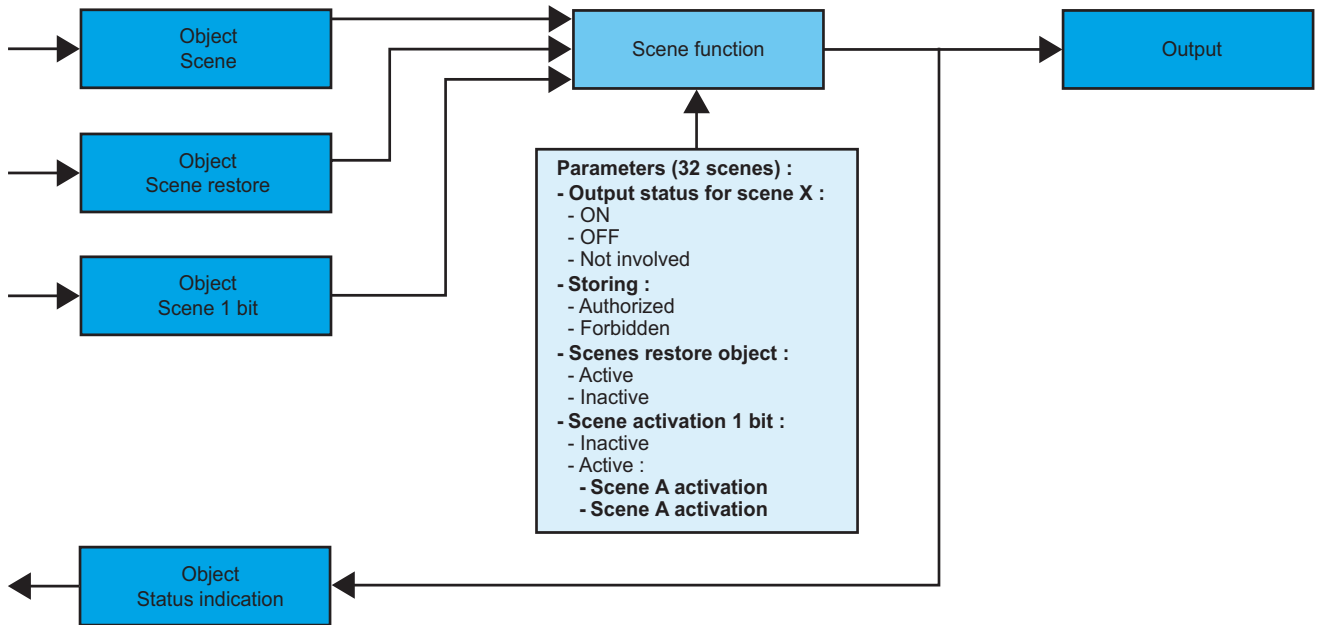 Object
Scene
Scene function
Output
Object
Scene restore
Object
Scene 1 bit
Parameters (32 scenes) :
- Output status for scene X :
- ON
- OFF
- Not involved
- Storing :
- Authorized
- Forbidden
- Scenes restore object :
- Active
- Inactive
- Scene activation 1 bit :
- Inactive
- Active :
- Scene A activation
- Scene A activation
Object
Status indication